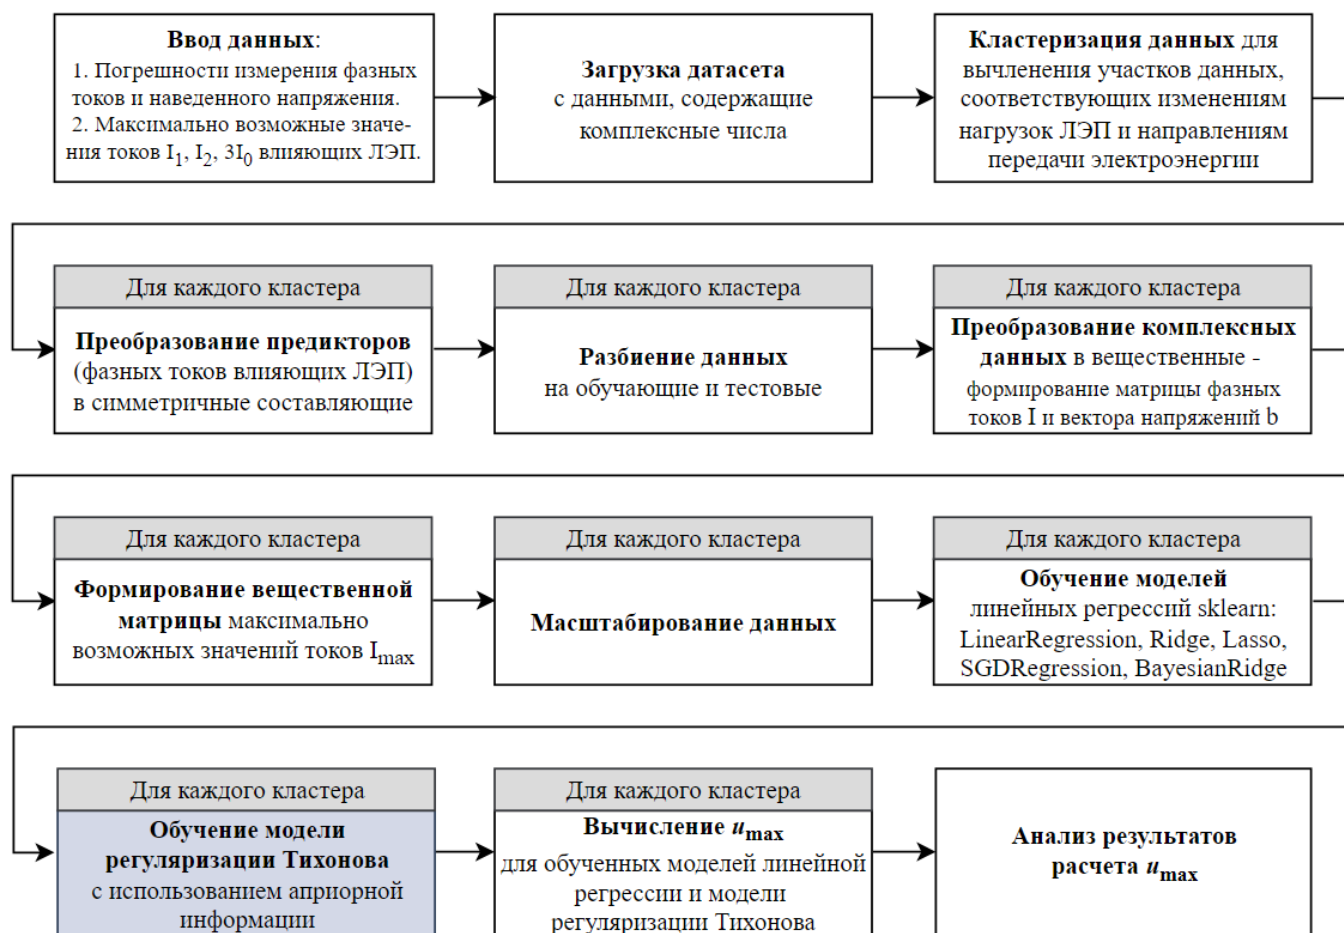 Ввод данных:
1. Погрешности измерения фазных
токов и наведенного напряжения.
2. Максимально возможные значе-
ния токов I1, I2, 3I0 влияющих ЛЭП.
Загрузка датасета
с данными, содержащие
комплексные числа
Кластеризация данных для
вычленения участков данных,
соответствующих изменениям
нагрузок ЛЭП и направлениям
передачи электроэнергии
Для каждого кластера
Преобразование предикторов
(фазных токов влияющих ЛЭП)
в симметричные составляющие
Для каждого кластера
Разбиение данных
на обучающие и тестовые
Для каждого кластера
Преобразование комплексных
данных в вещественные -
формирование матрицы фазных
токов I и вектора напряжений b
Для каждого кластера
Формирование вещественной
матрицы максимально
возможных значений токов Imax
Для каждого кластера
Масштабирование данных
Для каждого кластера
Обучение моделей
линейных регрессий sklearn:
LinearRegression, Ridge, Lasso,
SGDRegression, BayesianRidge
Для каждого кластера
Обучение модели
регуляризации Тихонова
с использованием априорной
информации
Для каждого кластера
Вычисление umax
для обученных моделей линейной
регрессии и модели
регуляризации Тихонова
Анализ результатов
расчета umax